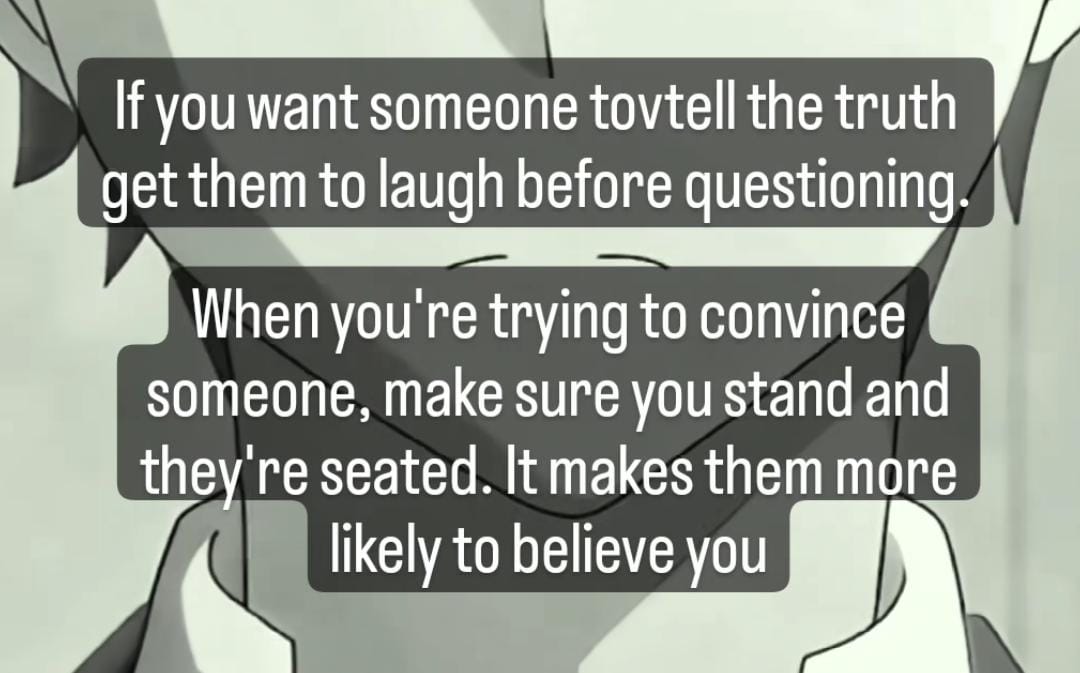 If you want someone tovtell the truth
get them to laugh before questioning.
When you're trying to convince
someone, make sure you stand and
they're seated. It makes them more
likely to believe you